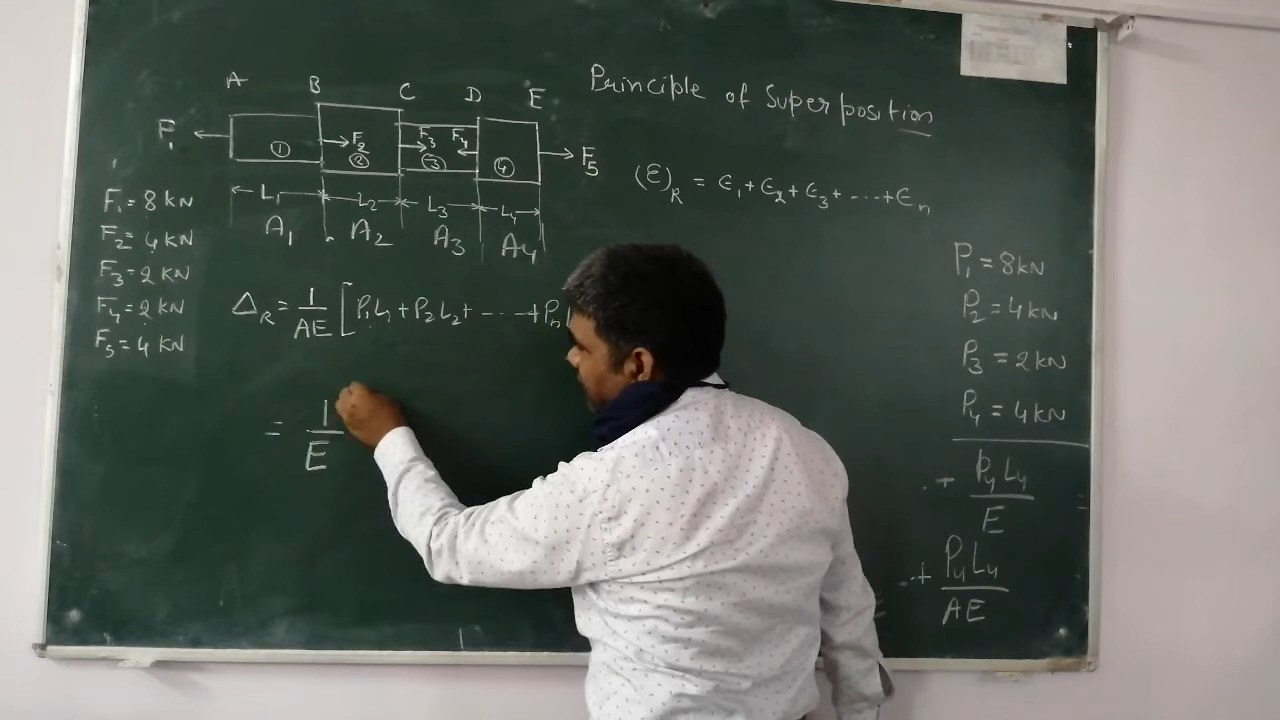 Principle of Superposition
A B C D E
F₁ F₂ F₃ F₄ F₅
① ② ③ ④
L₁ L₂ L₃ L₄
A₁ A₂ A₃ A₄
(ε)R = ε₁ + ε₂ + ε₃ + ..... + εn
F₁ = 8 kN
F₂ = 4 kN
F₃ = 2 kN
F₄ = 2 kN
F₅ = 4 KN
ΔR = 1/AE [P₁L₁ + P₂L₂ + ..... + Pn
= 1/E
P₁ = 8 kN
P₂ = 4 kN
P₃ = 2 kN
P₄ = 4 kN
+ P₄L₄/E =
+ P₄L₄/AE